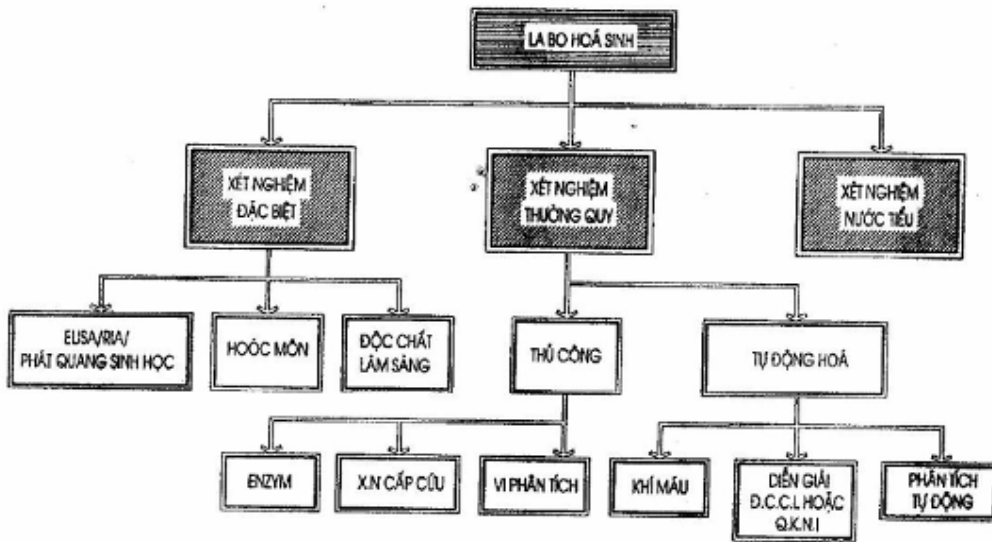 LA BO HOÁ SINH
XÉT NGHIỆM
ĐẶC BIỆT
XÉT NGHIỆM
THƯỜNG QUY
XÉT NGHIỆM
NƯỚC TIỂU
ELISA/RIA/
PHÁT QUANG SINH HỌC
HOÓC MÔN
ĐỘC CHẤT
LÂM SÀNG
THỦ CÔNG
TỰ ĐỘNG HOÁ
ENZYM
X.N CẤP CỨU
VI PHÂN TÍCH
KHÍ MÁU
DIỄN GIẢI
Đ.C.C.L HOẶC
Q.K.N.I
PHÂN TÍCH
TỰ ĐỘNG